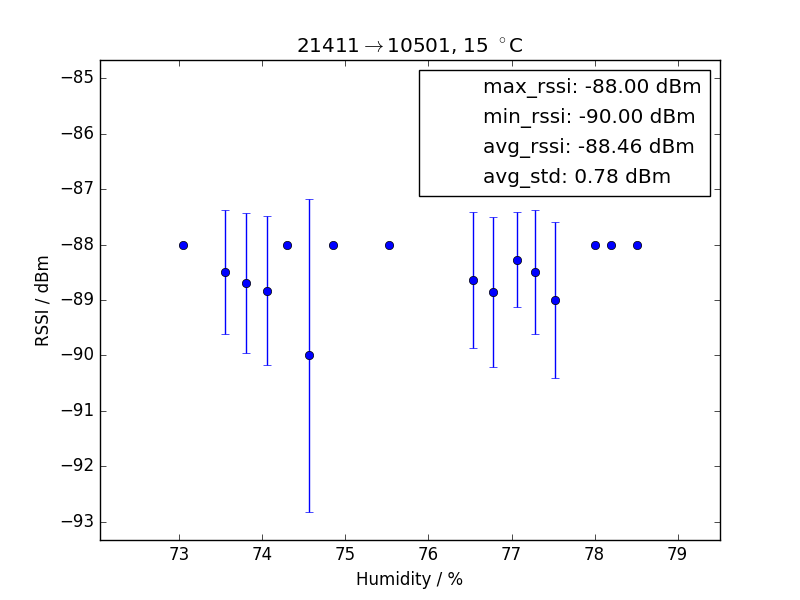 21411→10501, 15 °C
max_rssi: -88.00 dBm
min_rssi: -90.00 dBm
avg_rssi: -88.46 dBm
avg_std: 0.78 dBm
−85
−86
−87
−88
−89
−90
−91
−92
−93
RSSI / dBm
73 74 75 76 77 78 79
Humidity / %